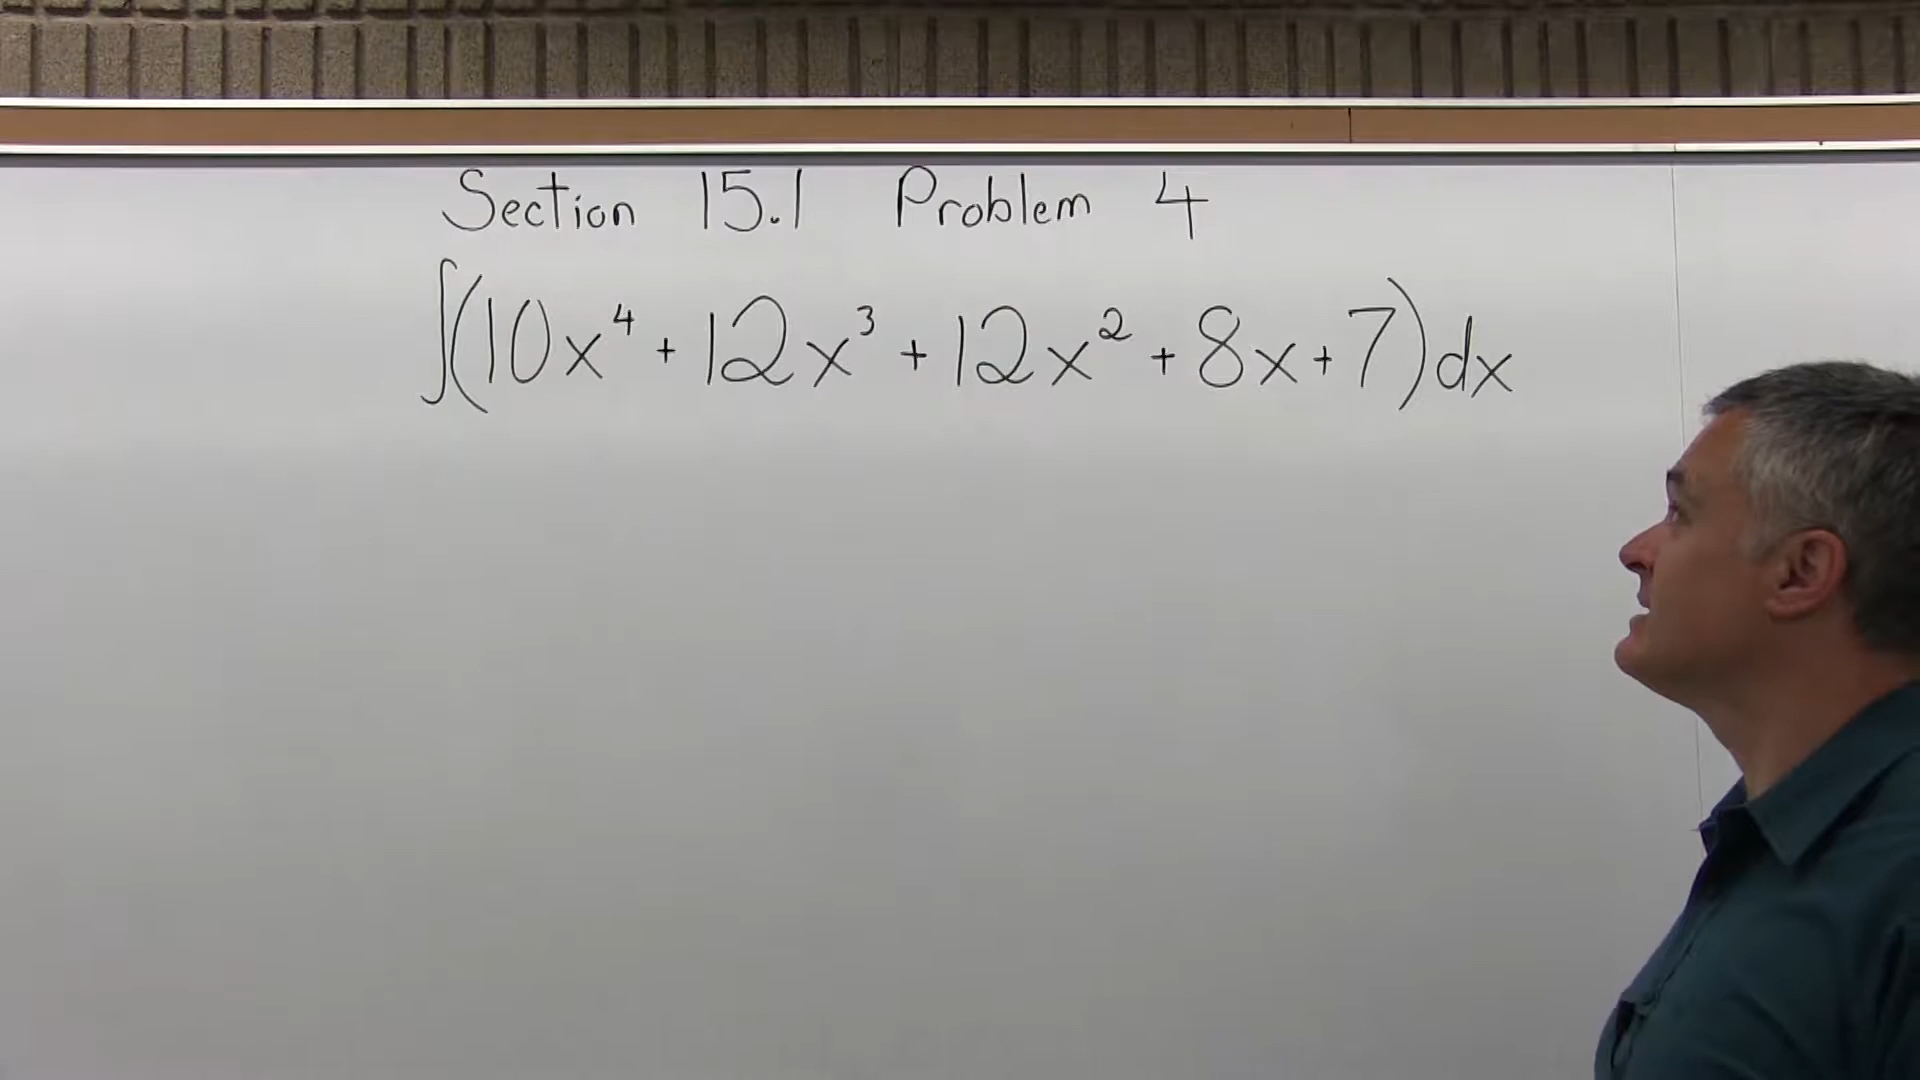 Section 15.1 Problem 4
∫(10x⁴ + 12x³ + 12x² + 8x + 7)dx